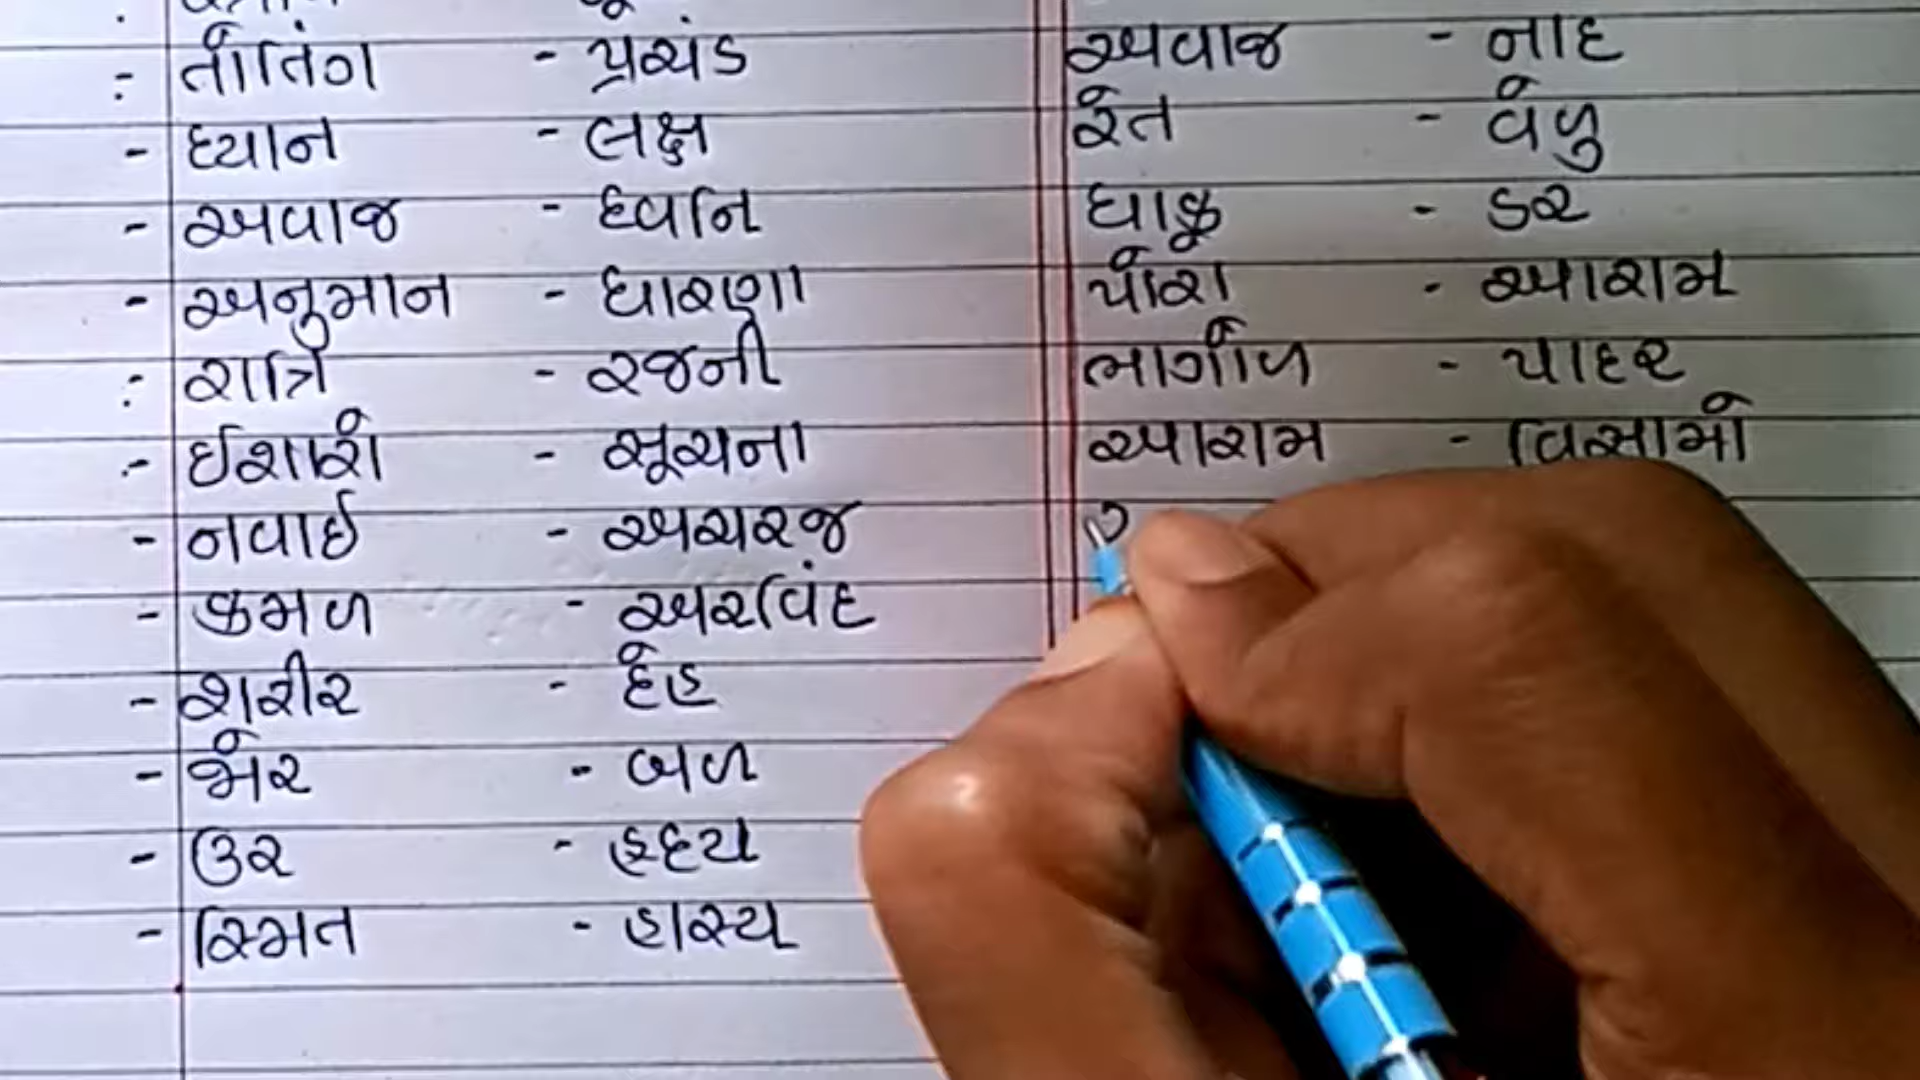 તોતિંગ - પ્રચંડ
ધ્યાન - લક્ષ
અવાજ - ધ્વનિ
અનુમાન - ધારણા
રાત્રિ - રજની
ઈશારો - સૂચના
નવાઈ - અચરજ
કમળ - અરવિંદ
શરીર - દેહ
જોર - બળ
ઉર - હૃદય
સ્મિત - હાસ્ય
અવાજ - નાદ
રેત - વેળુ
ધાક - ડર
પોરો - આરામ
ભાગોળ - પાદર
આરામ - વિસામો